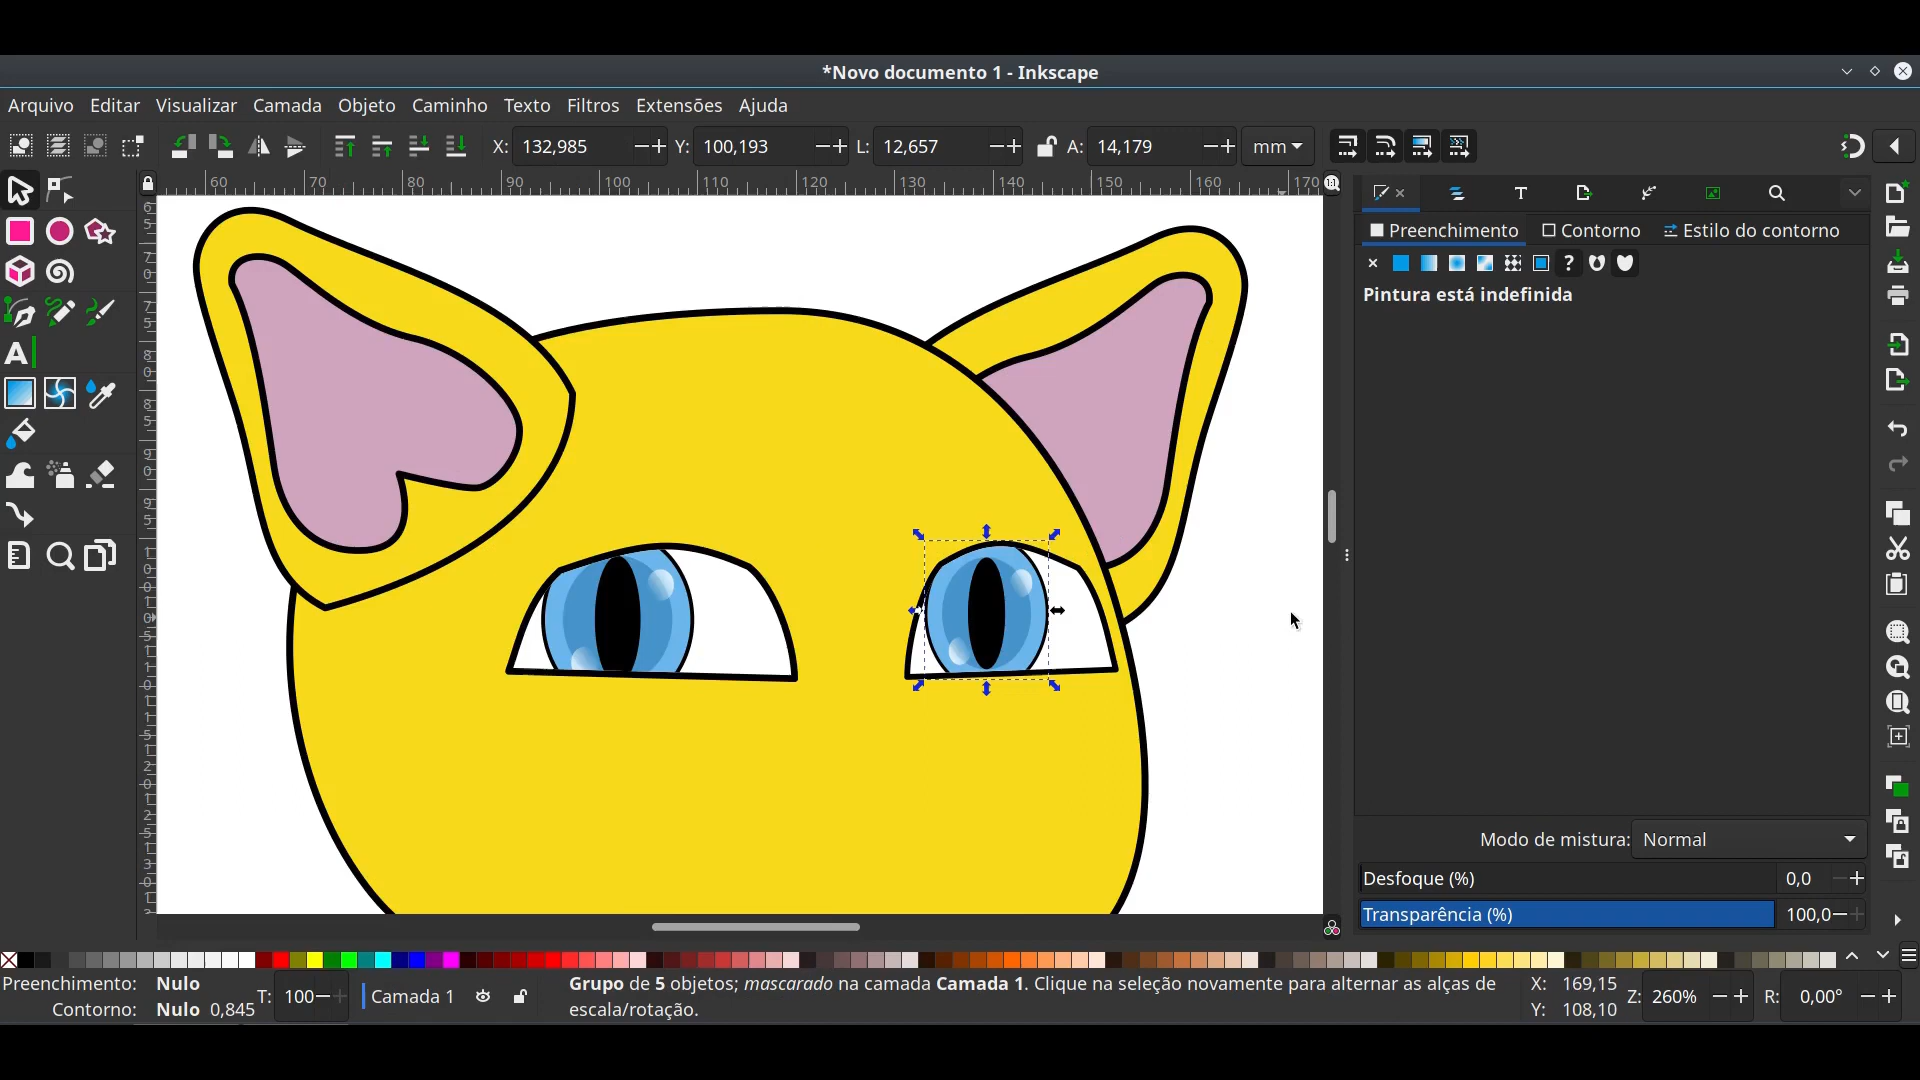 *Novo documento 1 - Inkscape
Arquivo Editar Visualizar Camada Objeto Caminho Texto Filtros Extensões Ajuda
X: 132,985 Y: 100,193 L: 12,657 A: 14,179 mm
60 70 80 90 100 110 120 130 140 150 160 170
Preenchimento Contorno Estilo do contorno
Pintura está indefinida
Modo de mistura: Normal
Desfoque (%) 0,0
Transparência (%) 100,0
Preenchimento: Nulo
Contorno: Nulo 0,845
T: 100
Camada 1
Grupo de 5 objetos; mascarado na camada Camada 1. Clique na seleção novamente para alternar as alças de
escala/rotação.
X: 169,15
Y: 108,10
Z: 260%
R: 0,00°